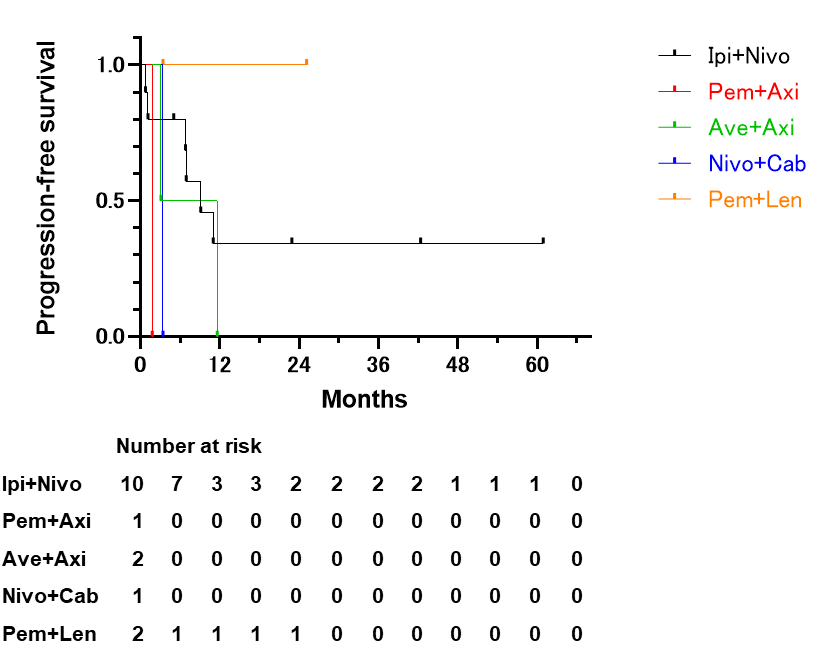 Progression-free survival
1.0
0.5
0.0
0 12 24 36 48 60
Months
Ipi+Nivo
Pem+Axi
Ave+Axi
Nivo+Cab
Pem+Len
Number at risk
Ipi+Nivo 10 7 3 3 2 2 2 2 1 1 1 0
Pem+Axi 1 0 0 0 0 0 0 0 0 0 0 0
Ave+Axi 2 0 0 0 0 0 0 0 0 0 0 0
Nivo+Cab 1 0 0 0 0 0 0 0 0 0 0 0
Pem+Len 2 1 1 1 1 0 0 0 0 0 0 0